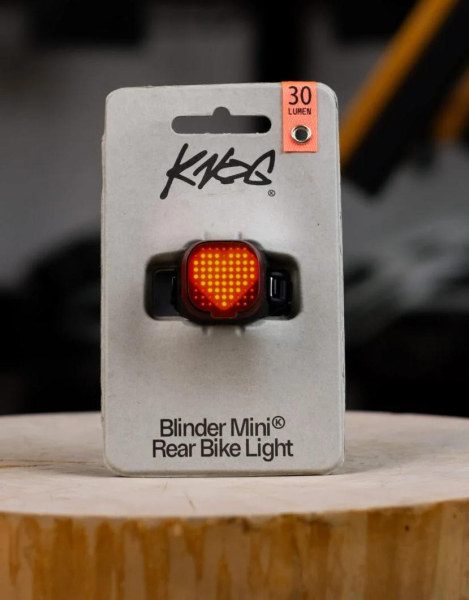 30
LUMEN
KNOG®
Blinder Mini Ⓚ
Rear Bike Light